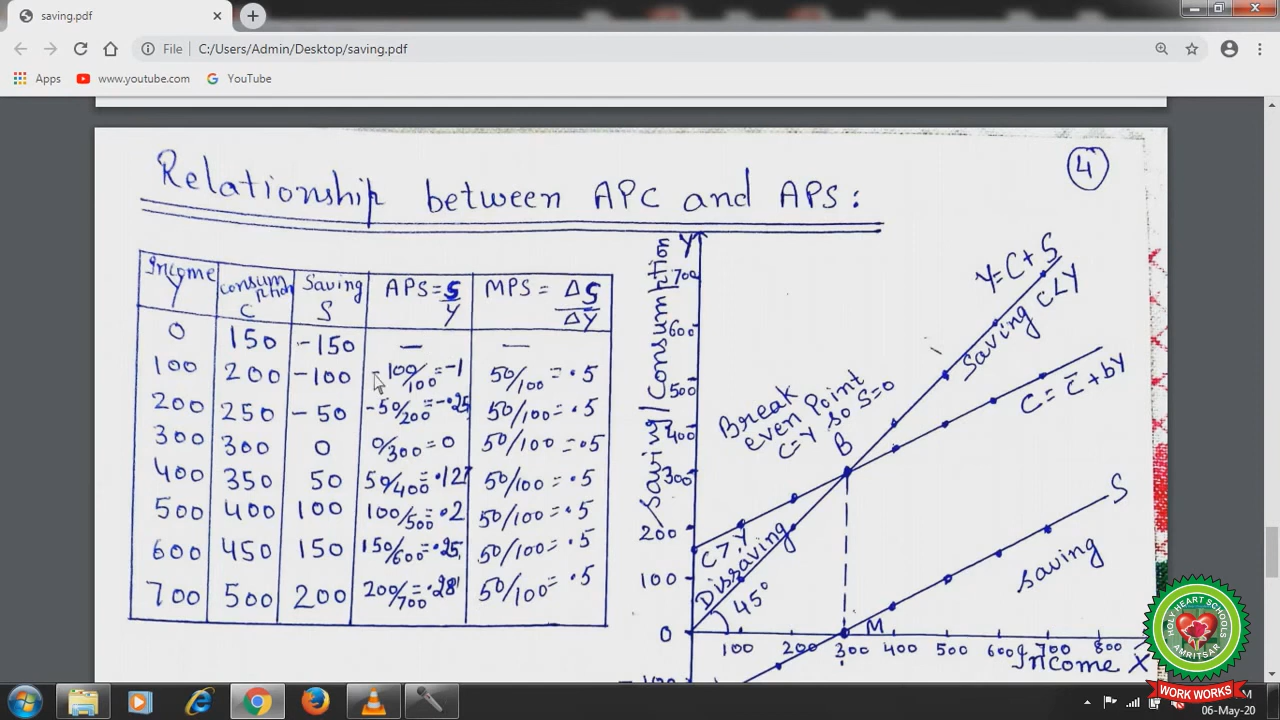 saving.pdf
File C:/Users/Admin/Desktop/saving.pdf
Apps www.youtube.com YouTube
Relationship between APC and APS:
4
Income Y Consumption C Saving S APS = S/Y MPS = ΔS/ΔY
0 150 -150 — —
100 200 -100 -100/100 = -1 50/100 = .5
200 250 -50 -50/200 = -.25 50/100 = .5
300 300 0 0/300 = 0 50/100 = .5
400 350 50 50/400 = .127 50/100 = .5
500 400 100 100/500 = .2 50/100 = .5
600 450 150 150/600 = .25 50/100 = .5
700 500 200 200/700 = .28 50/100 = .5
Saving/Consumption
Y
700
600
500
400
300
200
100
0
Y=C+S
Saving C<Y
C = C̄ + bY
Break
even Point
C=Y so S=0
B
C>Y
Dissaving
45°
S
saving
M
100 200 300 400 500 600 700 800
Income X
HOLY HEART SCHOOLS
AMRITSAR
WORK WORKS
06-May-20